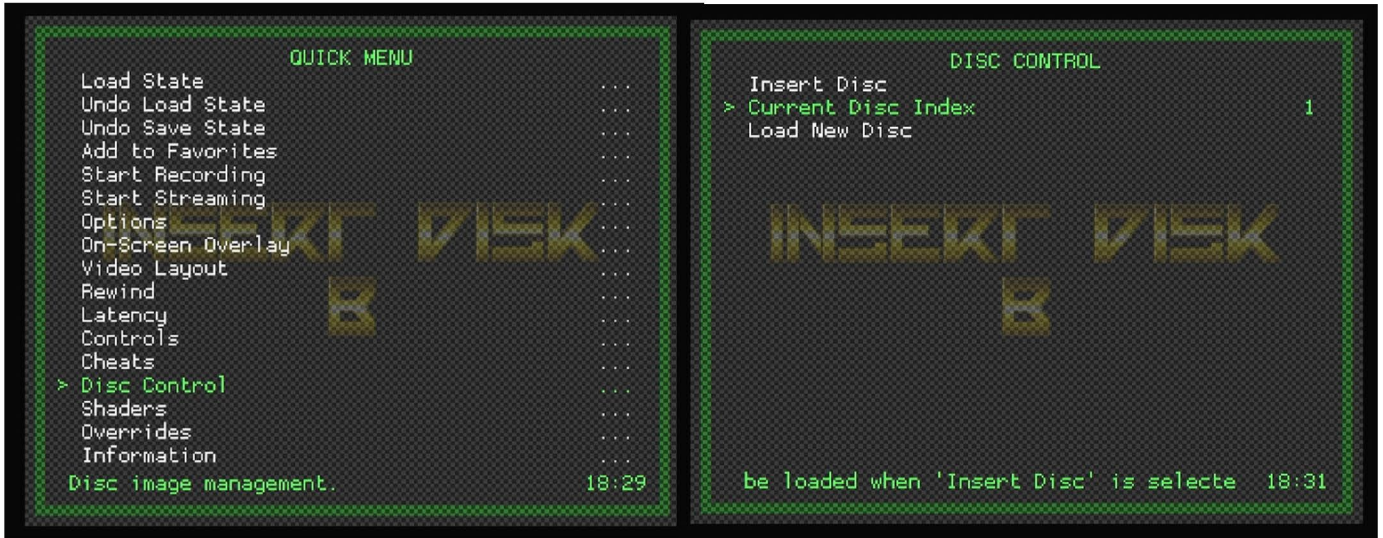 QUICK MENU
Load State ...
Undo Load State ...
Undo Save State ...
Add to Favorites ...
Start Recording ...
Start Streaming ...
Options ...
On-Screen Overlay ...
Video Layout ...
Rewind ...
Latency ...
Controls ...
Cheats ...
> Disc Control ...
Shaders ...
Overrides ...
Information ...
Disc image management. 18:29
INSERT DISK
B
DISC CONTROL
Insert Disc
> Current Disc Index 1
Load New Disc
INSERT DISK
B
be loaded when 'Insert Disc' is selecte 18:31